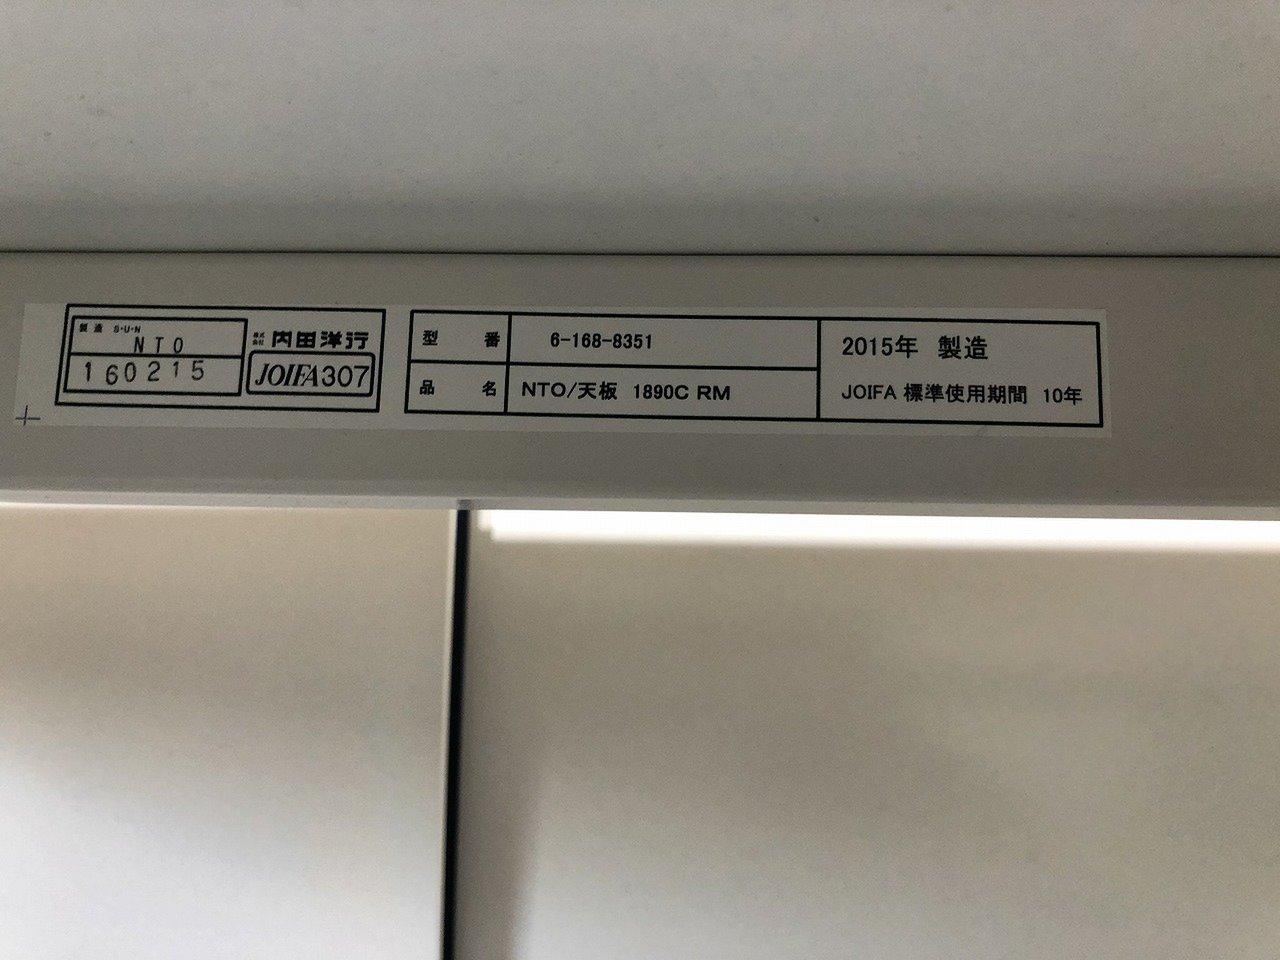 製造 S・U・N
NTO
160215
株式会社 内田洋行
JOIFA307
型番 6-168-8351
品名 NTO/天板 1890C RM
2015年 製造
JOIFA 標準使用期間 10年